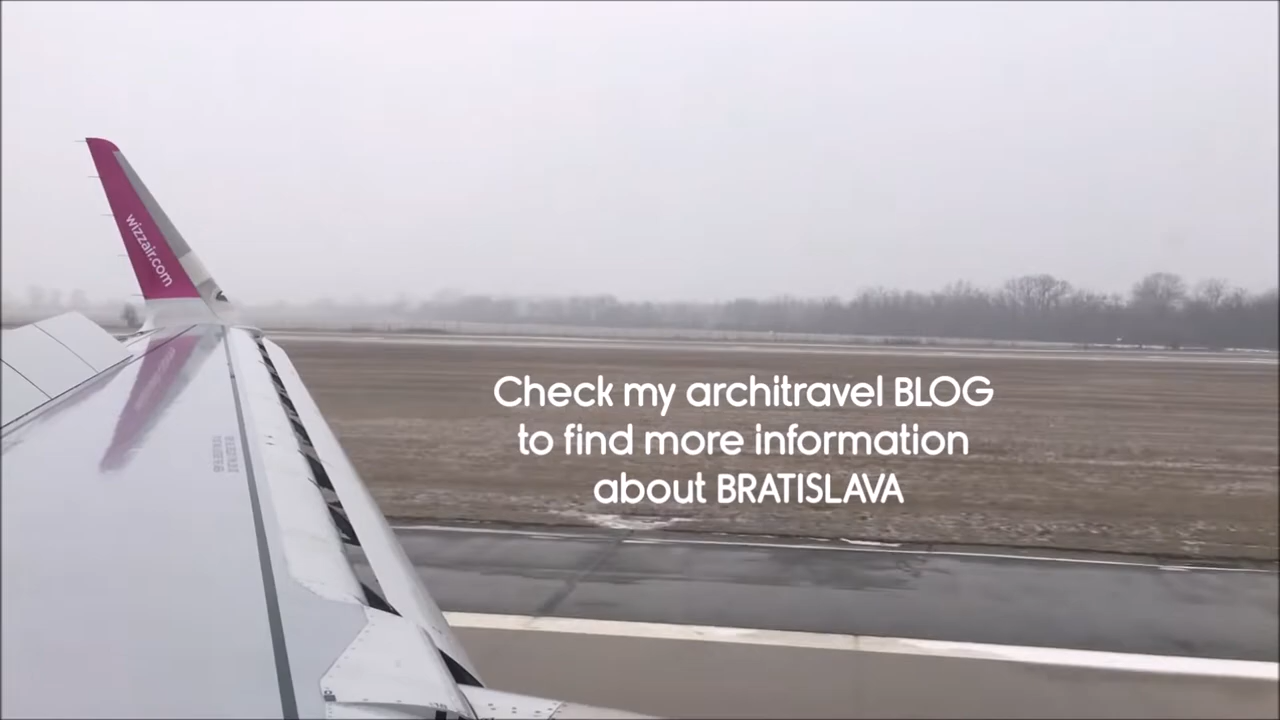 wizzair.com
Check my architravel BLOG
to find more information
about BRATISLAVA